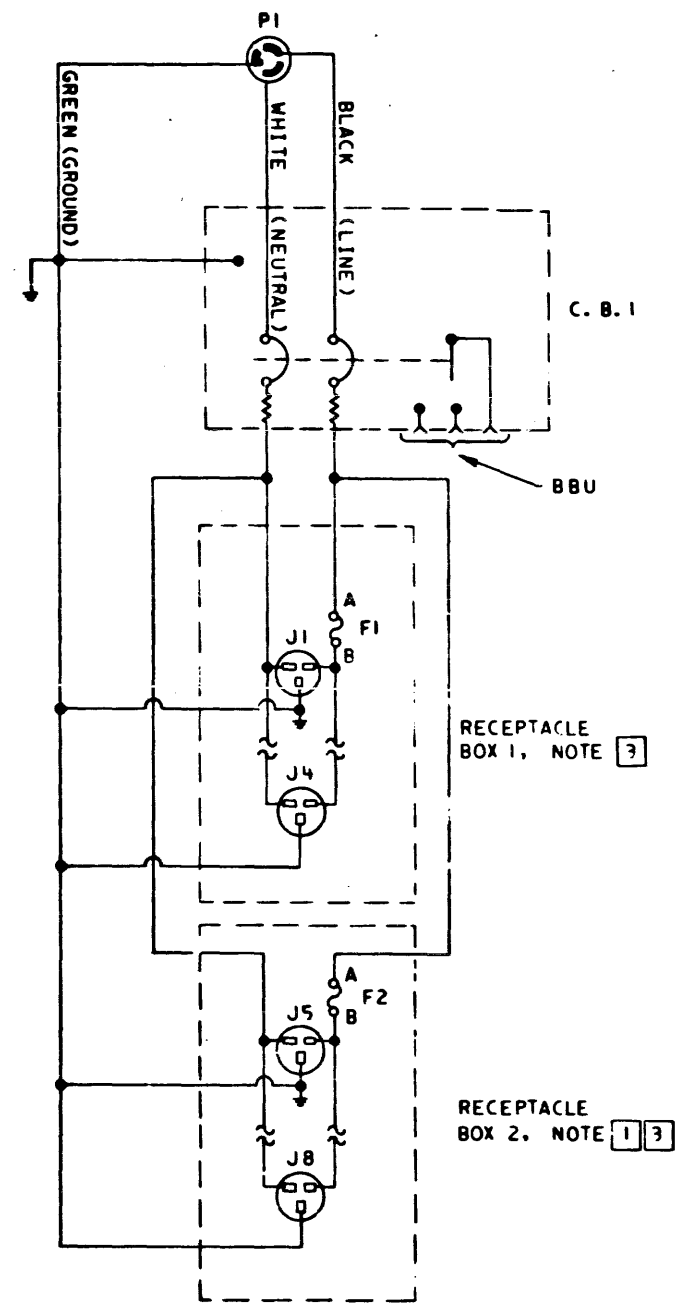 P1
GREEN (GROUND)
WHITE
(NEUTRAL)
BLACK
(LINE)
C.B.1
BBU
A
F1
B
J1
J4
RECEPTACLE
BOX 1, NOTE 3
A
F2
B
J5
J8
RECEPTACLE
BOX 2, NOTE 1 3